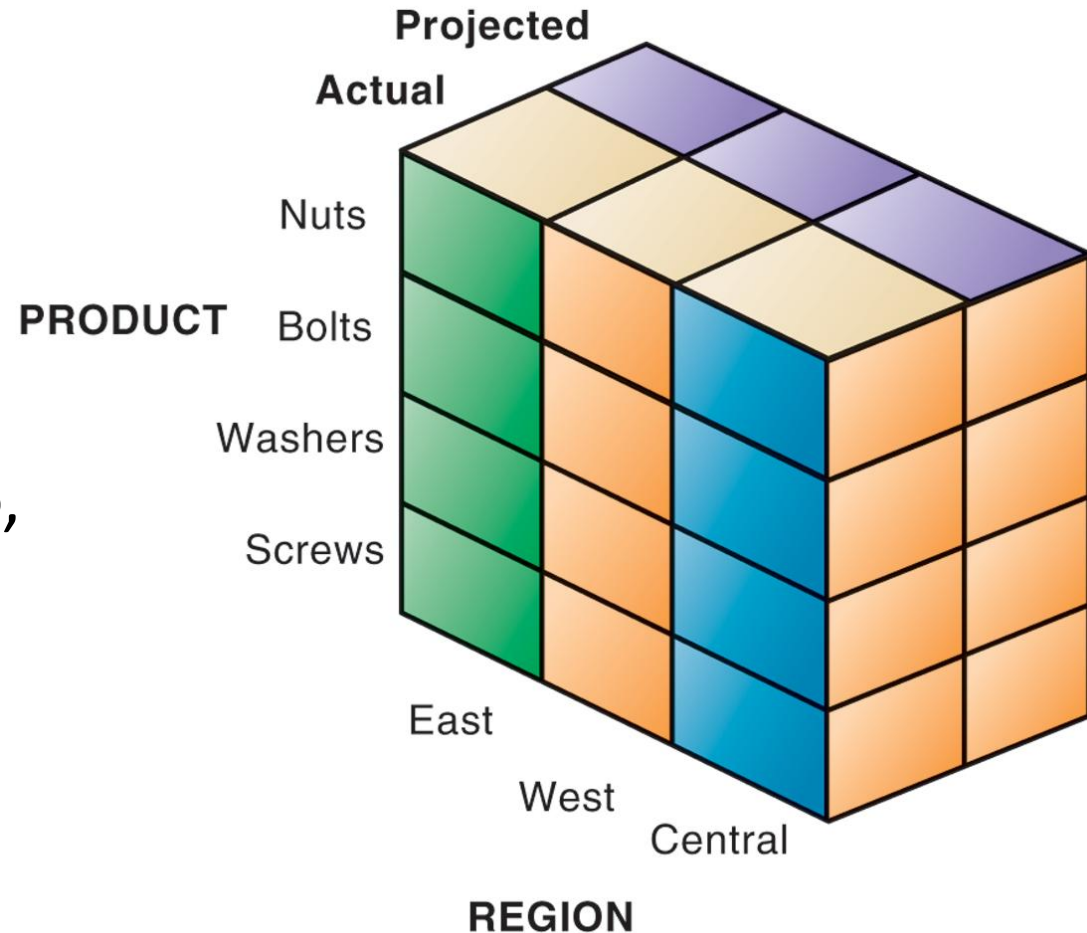 Projected
Actual
Nuts
PRODUCT Bolts
Washers
,
Screws
East
West
Central
REGION